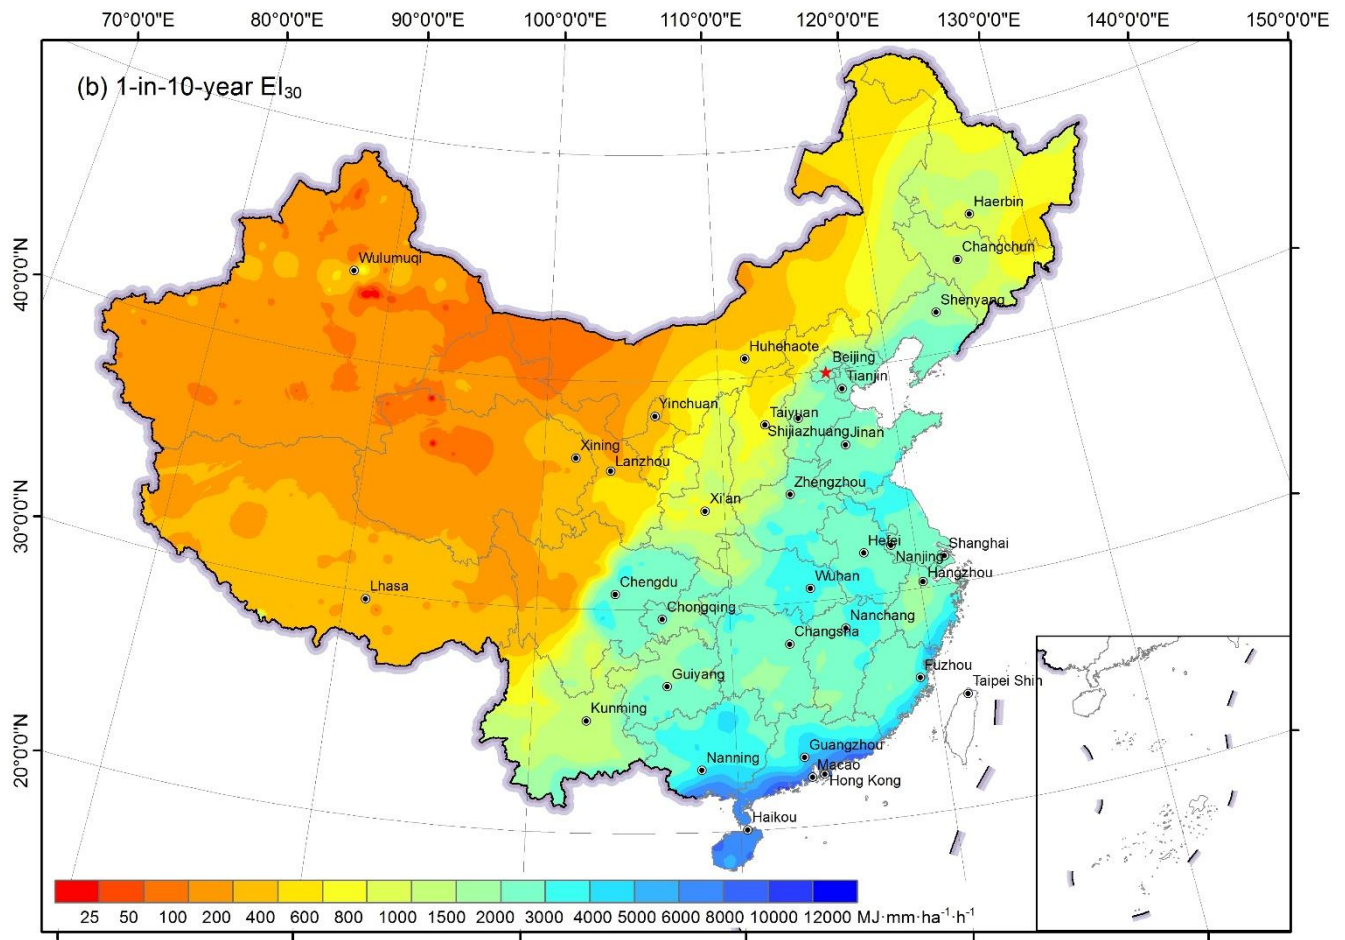 70°0'0"E 80°0'0"E 90°0'0"E 100°0'0"E 110°0'0"E 120°0'0"E 130°0'0"E 140°0'0"E 150°0'0"E
(b) 1-in-10-year EI₃₀
Haerbin
Changchun
40°0'0"N
Wulumuqi
Shenyang
Huhehaote
Beijing
Tianjin
Yinchuan
Taiyuan
Shijiazhuang
Jinan
Xining
Lanzhou
Zhengzhou
Xi'an
30°0'0"N
Hefei
Shanghai
Nanjing
Hangzhou
Chengdu
Wuhan
Lhasa
Chongqing
Nanchang
Changsha
Fuzhou
Guiyang
Taipei Shih
Kunming
20°0'0"N
Guangzhou
Nanning
Macao
Hong Kong
Haikou
25 50 100 200 400 600 800 1000 1500 2000 3000 4000 5000 6000 8000 10000 12000 MJ·mm·ha⁻¹·h⁻¹